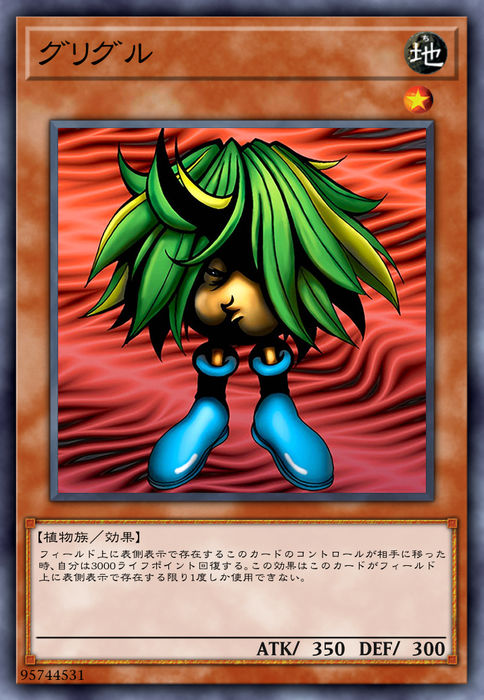 グリグル
ち
地
【植物族／効果】
フィールド上に表側表示で存在するこのカードのコントロールが相手に移った
時、自分は3000ライフポイント回復する。この効果はこのカードがフィールド
上に表側表示で存在する限り1度しか使用できない。
ATK/ 350 DEF/ 300
95744531